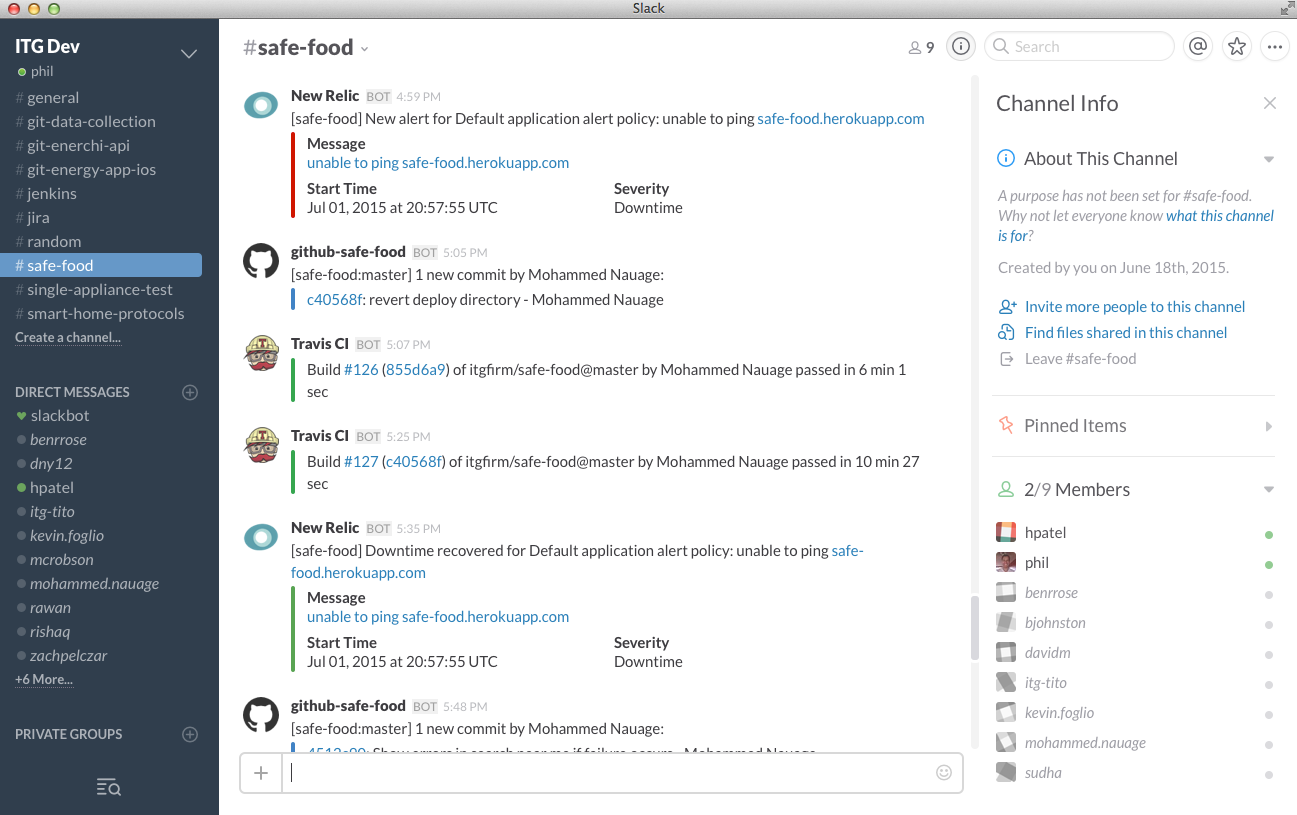 Slack
ITG Dev
phil
# general
# git-data-collection
# git-enerchi-api
# git-energy-app-ios
# jenkins
# jira
# random
# safe-food
# single-appliance-test
# smart-home-protocols
Create a channel...
DIRECT MESSAGES
slackbot
benrrose
dny12
hpatel
itg-tito
kevin.foglio
mcrobson
mohammed.nauage
rawan
rishaq
zachpelczar
+6 More...
PRIVATE GROUPS
#safe-food
9
Search
New Relic BOT 4:59 PM
[safe-food] New alert for Default application alert policy: unable to ping safe-food.herokuapp.com
Message
unable to ping safe-food.herokuapp.com
Start Time Severity
Jul 01, 2015 at 20:57:55 UTC Downtime
github-safe-food BOT 5:05 PM
[safe-food:master] 1 new commit by Mohammed Nauage:
c40568f: revert deploy directory - Mohammed Nauage
Travis CI BOT 5:07 PM
Build #126 (855d6a9) of itgfirm/safe-food@master by Mohammed Nauage passed in 6 min 1
sec
Travis CI BOT 5:25 PM
Build #127 (c40568f) of itgfirm/safe-food@master by Mohammed Nauage passed in 10 min 27
sec
New Relic BOT 5:35 PM
[safe-food] Downtime recovered for Default application alert policy: unable to ping safe-
food.herokuapp.com
Message
unable to ping safe-food.herokuapp.com
Start Time Severity
Jul 01, 2015 at 20:57:55 UTC Downtime
github-safe-food BOT 5:48 PM
[safe-food:master] 1 new commit by Mohammed Nauage:
Channel Info
About This Channel
A purpose has not been set for #safe-food.
Why not let everyone know what this channel
is for?
Created by you on June 18th, 2015.
Invite more people to this channel
Find files shared in this channel
Leave #safe-food
Pinned Items
2/9 Members
hpatel
phil
benrrose
bjohnston
davidm
itg-tito
kevin.foglio
mohammed.nauage
sudha